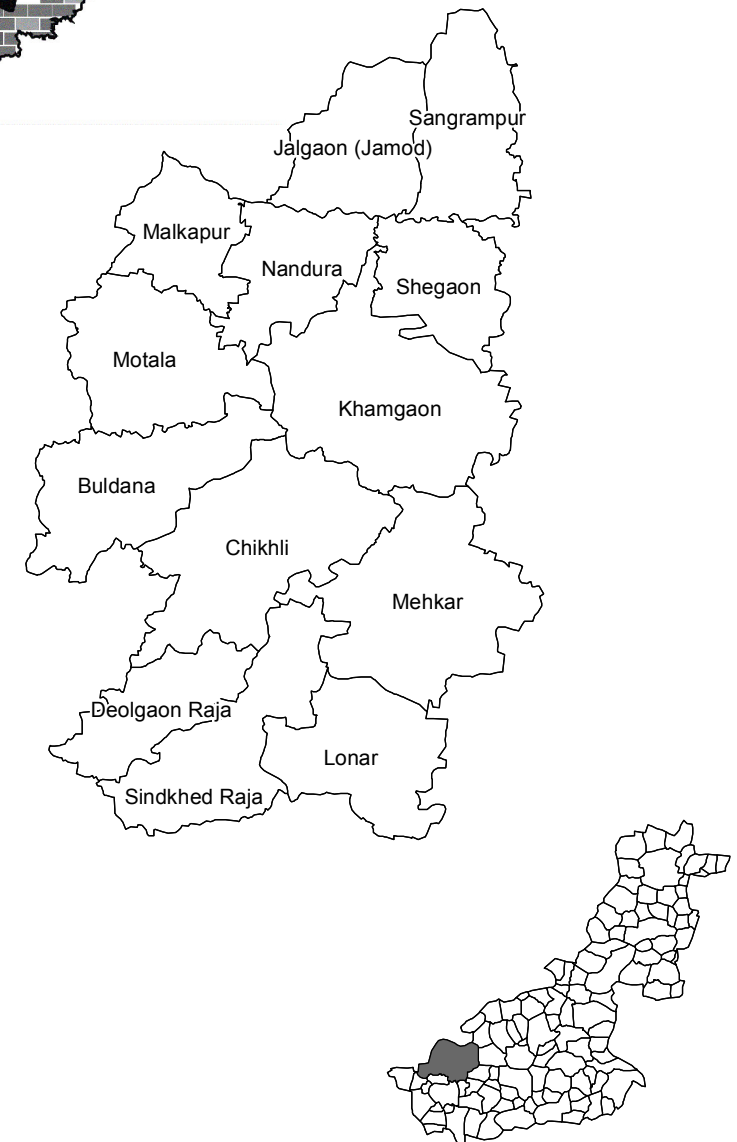 Sangrampur
Jalgaon (Jamod)
Malkapur
Nandura
Shegaon
Motala
Khamgaon
Buldana
Chikhli
Mehkar
Deolgaon Raja
Lonar
Sindkhed Raja